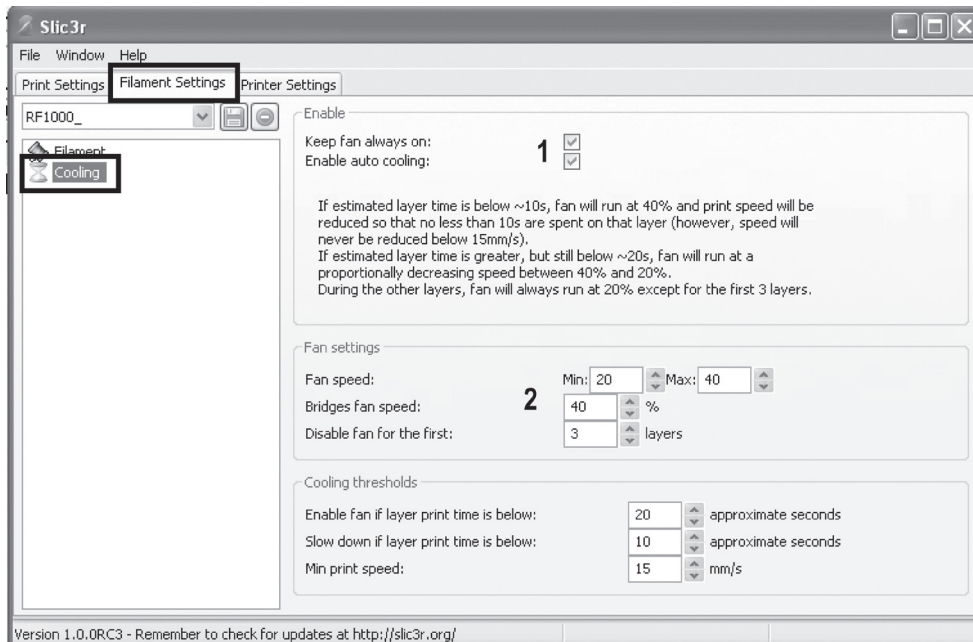 Slic3r
File Window Help
Print Settings Filament Settings Printer Settings
RF1000_
Filament
Cooling
Enable
Keep fan always on:
Enable auto cooling:
1
If estimated layer time is below ~10s, fan will run at 40% and print speed will be
reduced so that no less than 10s are spent on that layer (however, speed will
never be reduced below 15mm/s).
If estimated layer time is greater, but still below ~20s, fan will run at a
proportionally decreasing speed between 40% and 20%.
During the other layers, fan will always run at 20% except for the first 3 layers.
Fan settings
Fan speed: Min: 20 Max: 40
Bridges fan speed: 2 40 %
Disable fan for the first: 3 layers
Cooling thresholds
Enable fan if layer print time is below: 20 approximate seconds
Slow down if layer print time is below: 10 approximate seconds
Min print speed: 15 mm/s
Version 1.0.0RC3 - Remember to check for updates at http://slic3r.org/